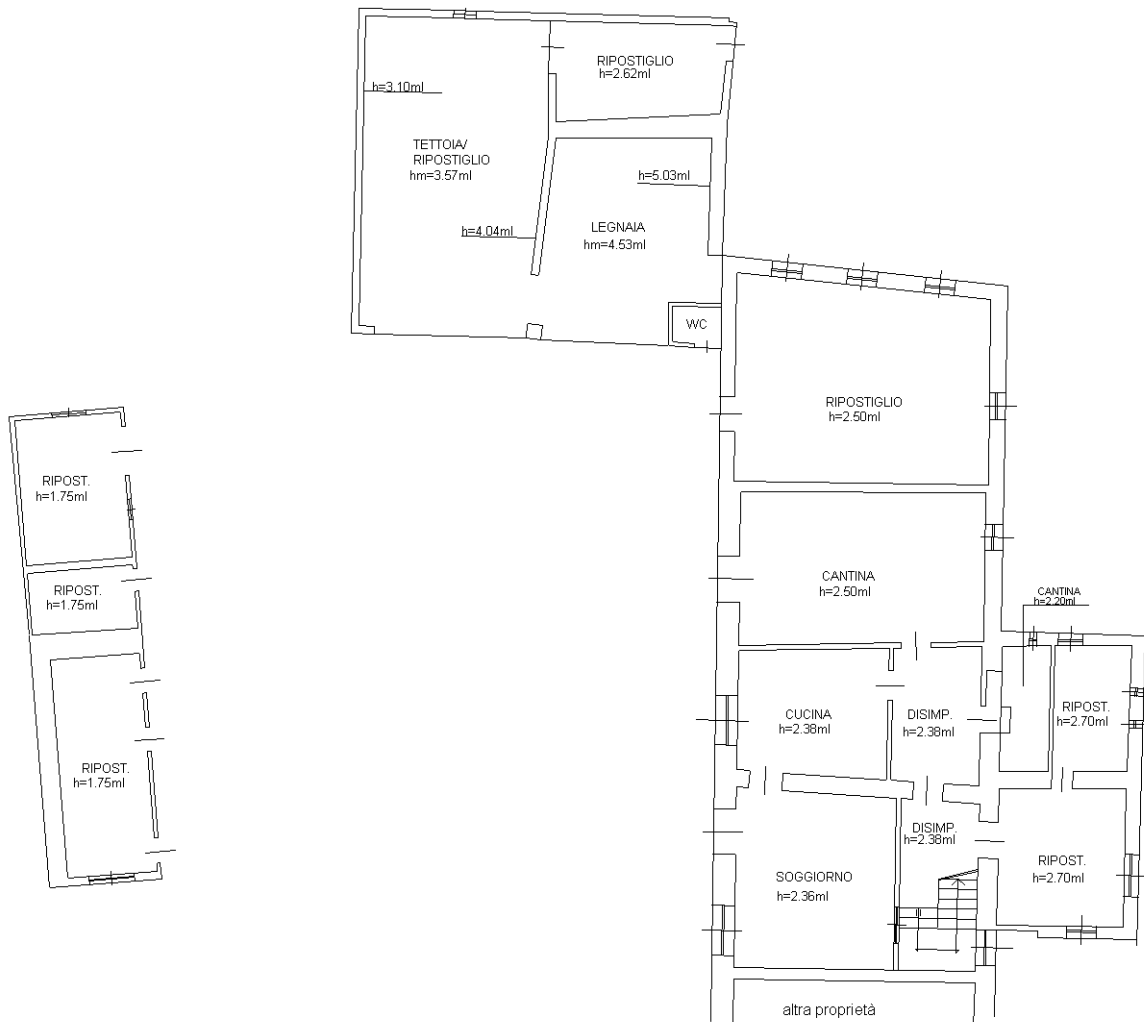 RIPOSTIGLIO
h=2.62ml
h=3.10ml
TETTOIA/
RIPOSTIGLIO
hm=3.57ml
h=5.03ml
h=4.04ml
LEGNAIA
hm=4.53ml
WC
RIPOSTIGLIO
h=2.50ml
RIPOST.
h=1.75ml
RIPOST.
h=1.75ml
RIPOST.
h=1.75ml
CANTINA
h=2.50ml
CANTINA
h=2.20ml
CUCINA
h=2.38ml
DISIMP.
h=2.38ml
RIPOST.
h=2.70ml
DISIMP.
h=2.38ml
RIPOST.
h=2.70ml
SOGGIORNO
h=2.36ml
altra proprietà